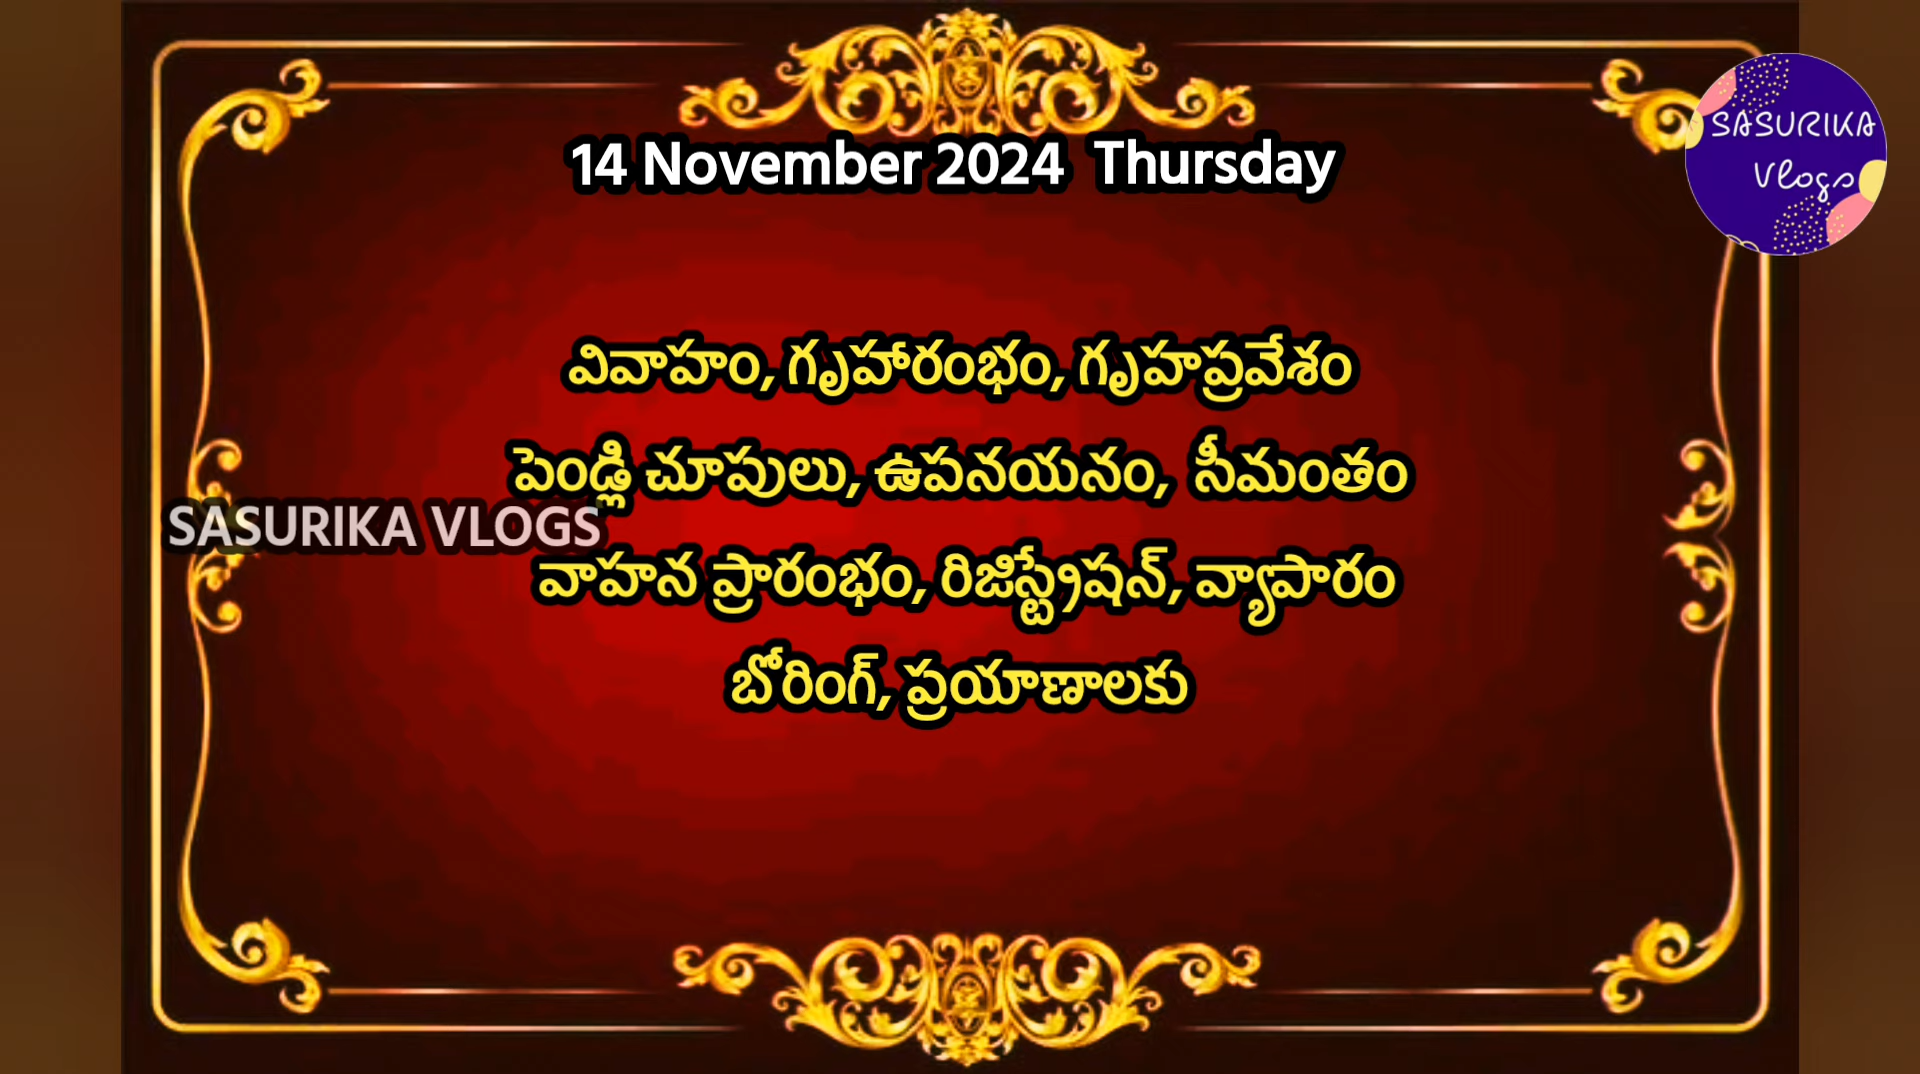 14 November 2024 Thursday
SASURIKA
Vlogs
వివాహం, గృహారంభం, గృహప్రవేశం
పెండ్లి చూపులు, ఉపనయనం, సీమంతం
SASURIKA VLOGS
వాహన ప్రారంభం, రిజిస్ట్రేషన్, వ్యాపారం
బోరింగ్, ప్రయాణాలకు